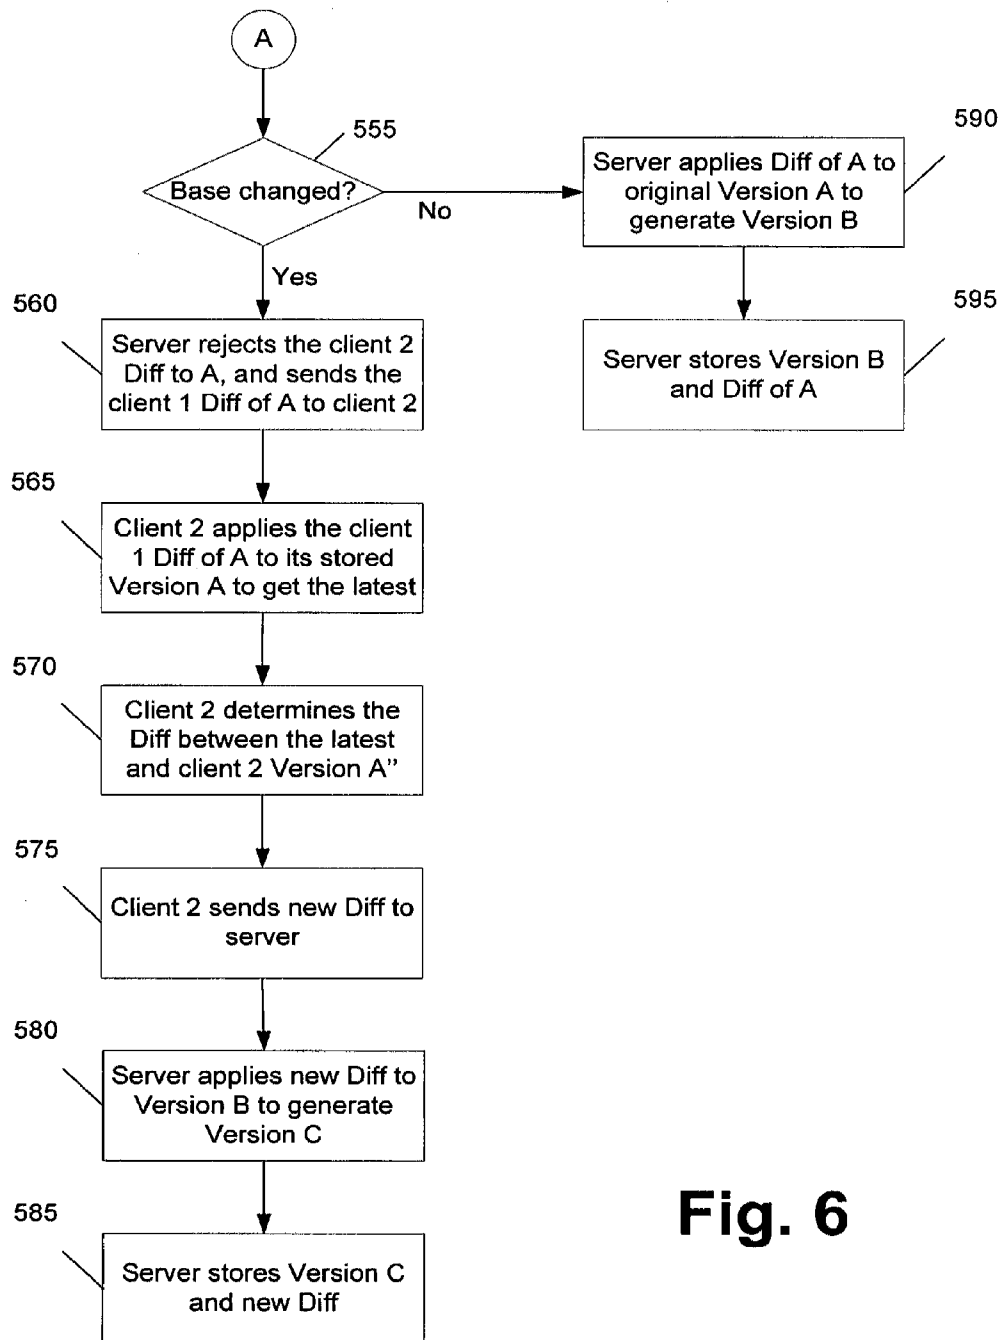 A
555
Base changed?
No
Yes
590
Server applies Diff of A to
original Version A to
generate Version B
595
Server stores Version B
and Diff of A
560
Server rejects the client 2
Diff to A, and sends the
client 1 Diff of A to client 2
565
Client 2 applies the client
1 Diff of A to its stored
Version A to get the latest
570
Client 2 determines the
Diff between the latest
and client 2 Version A”
575
Client 2 sends new Diff to
server
580
Server applies new Diff to
Version B to generate
Version C
585
Server stores Version C
and new Diff
Fig. 6